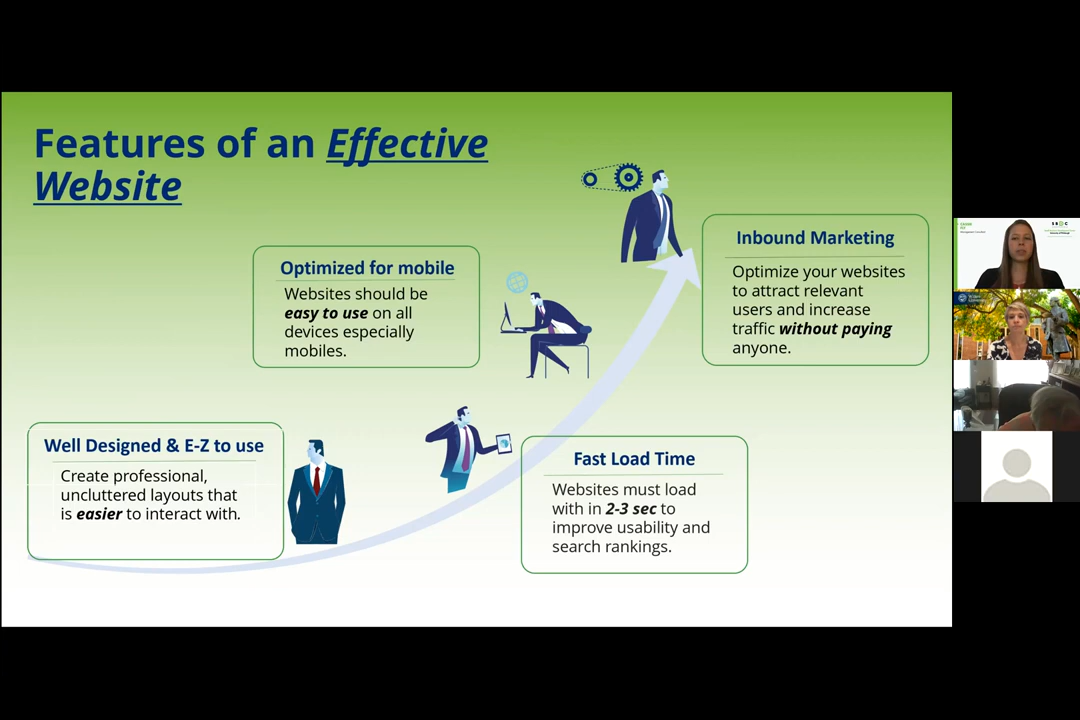 Features of an Effective
Website
Optimized for mobile
Websites should be
easy to use on all
devices especially
mobiles.
Inbound Marketing
Optimize your websites
to attract relevant
users and increase
traffic without paying
anyone.
Well Designed & E-Z to use
Create professional,
uncluttered layouts that
is easier to interact with.
Fast Load Time
Websites must load
with in 2-3 sec to
improve usability and
search rankings.